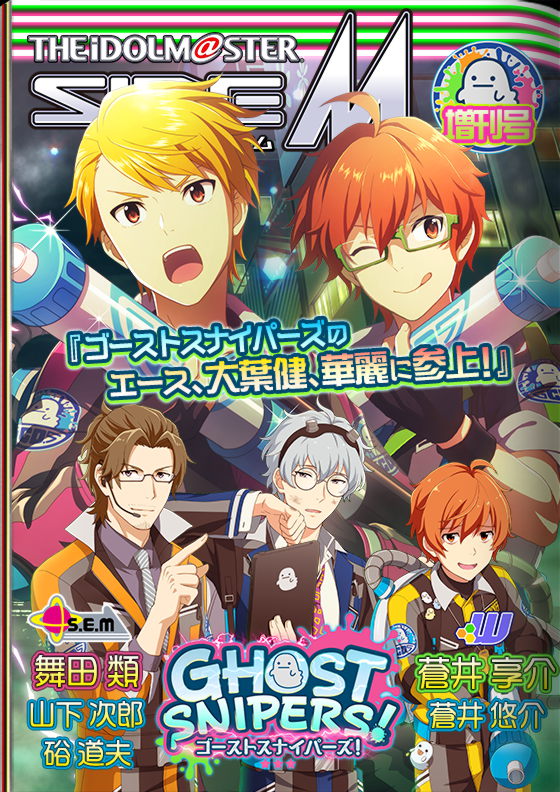 THE iDOLM@STER
SIDE M
増刊号
『ゴーストスナイパーズの
エース、大葉健、華麗に参上!』
S.E.M
W
舞田 類
山下 次郎
硲 道夫
GHOST
SNIPERS!
ゴーストスナイパーズ!
蒼井 享介
蒼井 悠介